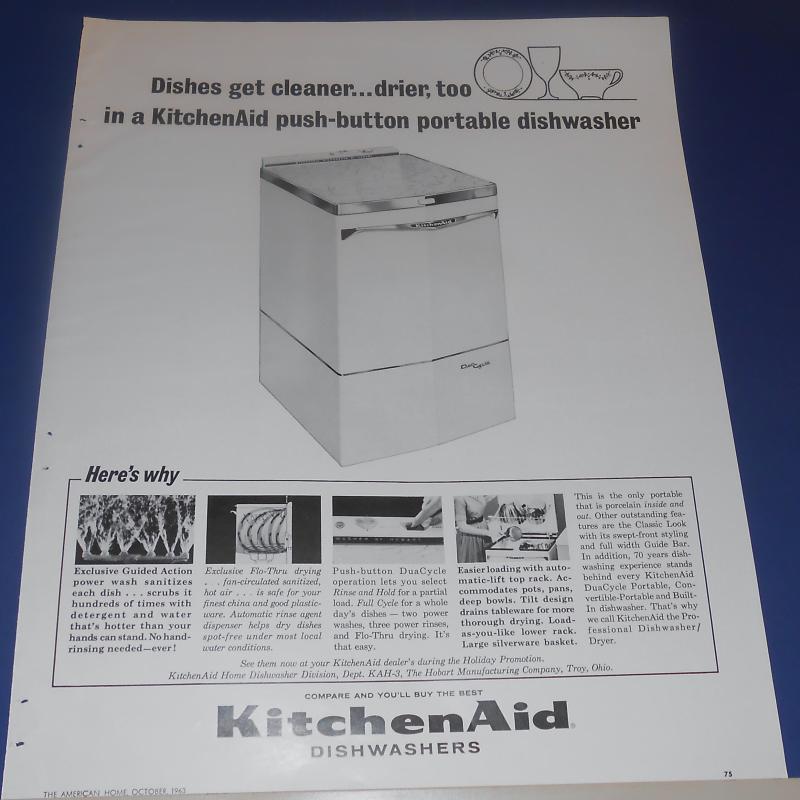 Dishes get cleaner...drier, too
in a KitchenAid push-button portable dishwasher
KitchenAid
DuaCycle
Here's why
Exclusive Guided Action
power wash sanitizes
each dish . . . scrubs it
hundreds of times with
detergent and water
that's hotter than your
hands can stand. No hand-
rinsing needed—ever!
Exclusive Flo-Thru drying
. . . fan-circulated sanitized,
hot air . . . is safe for your
finest china and good plastic-
ware. Automatic rinse agent
dispenser helps dry dishes
spot-free under most local
water conditions.
Push-button DuaCycle
operation lets you select
Rinse and Hold for a partial
load. Full Cycle for a whole
day's dishes — two power
washes, three power rinses,
and Flo-Thru drying. It's
that easy.
Easier loading with auto-
matic-lift top rack. Ac-
commodates pots, pans,
deep bowls. Tilt design
drains tableware for more
thorough drying. Load-
as-you-like lower rack.
Large silverware basket.
This is the only portable
that is porcelain inside and
out. Other outstanding fea-
tures are the Classic Look
with its swept-front styling
and full width Guide Bar.
In addition, 70 years dish-
washing experience stands
behind every KitchenAid
DuaCycle Portable, Con-
vertible-Portable and Built-
In dishwasher. That's why
we call KitchenAid the Pro-
fessional Dishwasher/
Dryer.
See them now at your KitchenAid dealer's during the Holiday Promotion.
KitchenAid Home Dishwasher Division, Dept. KAH-3, The Hobart Manufacturing Company, Troy, Ohio.
COMPARE AND YOU'LL BUY THE BEST
KitchenAid®
DISHWASHERS
75
THE AMERICAN HOME, OCTOBER, 1963